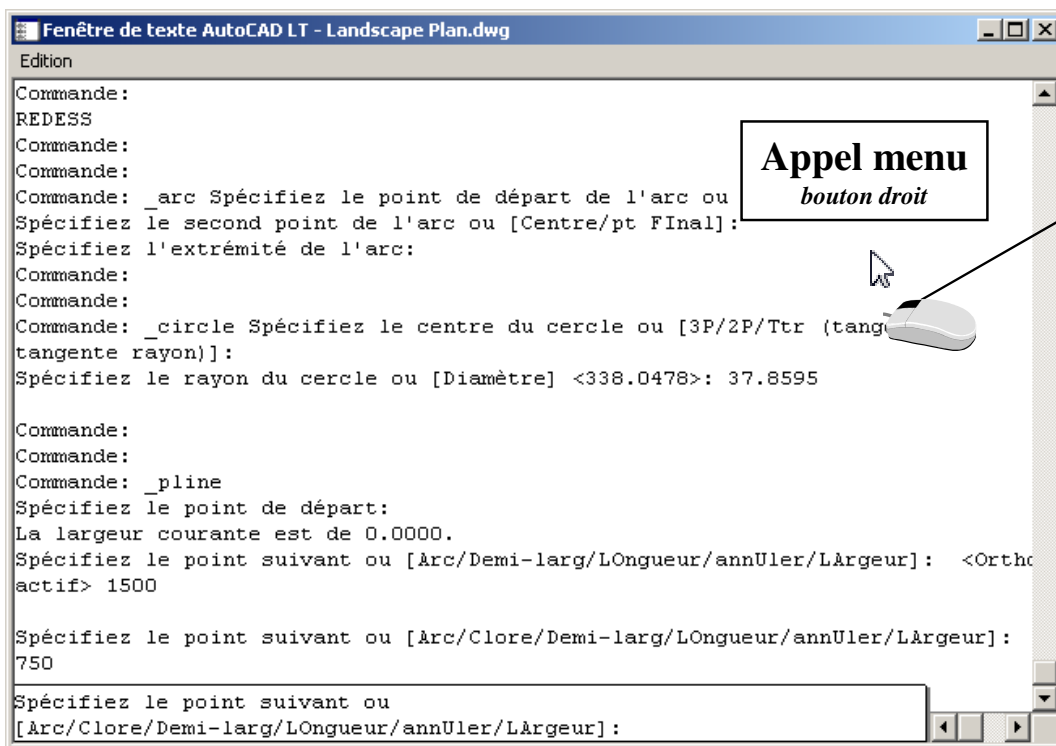 Fenêtre de texte AutoCAD LT - Landscape Plan.dwg
Edition
Commande:
REDESS
Commande:
Commande:
Commande: _arc Spécifiez le point de départ de l'arc ou
Spécifiez le second point de l'arc ou [Centre/pt FInal]:
Spécifiez l'extrémité de l'arc:
Commande:
Commande:
Commande: _circle Spécifiez le centre du cercle ou [3P/2P/Ttr
tangente rayon)]:
Spécifiez le rayon du cercle ou [Diamètre] <338.0478>: 37.8595
Commande:
Commande:
Commande: _pline
Spécifiez le point de départ:
La largeur courante est de 0.0000.
Spécifiez le point suivant ou [Arc/Demi-larg/LOngueur/annUler/LArgeur]: <Ortho
actif> 1500
Spécifiez le point suivant ou [Arc/Clore/Demi-larg/LOngueur/annUler/LArgeur]:
750
Spécifiez le point suivant ou
[Arc/Clore/Demi-larg/LOngueur/annUler/LArgeur]:
Appel menu
bouton droit